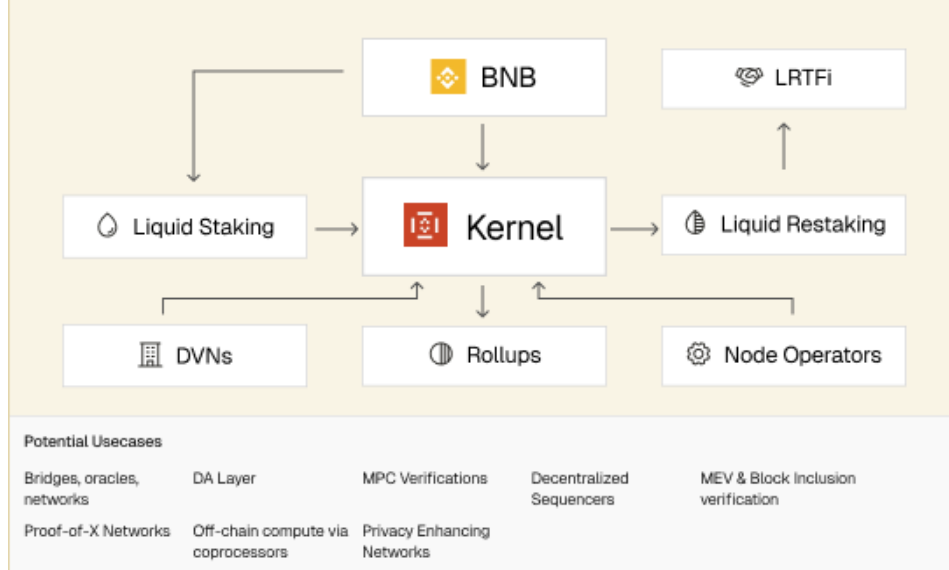 BNB
LRTFi
Liquid Staking
Kernel
Liquid Restaking
DVNs
Rollups
Node Operators
Potential Usecases
Bridges, oracles,
networks
DA Layer
MPC Verifications
Decentralized
Sequencers
MEV & Block Inclusion
verification
Proof-of-X Networks
Off-chain compute via
coprocessors
Privacy Enhancing
Networks